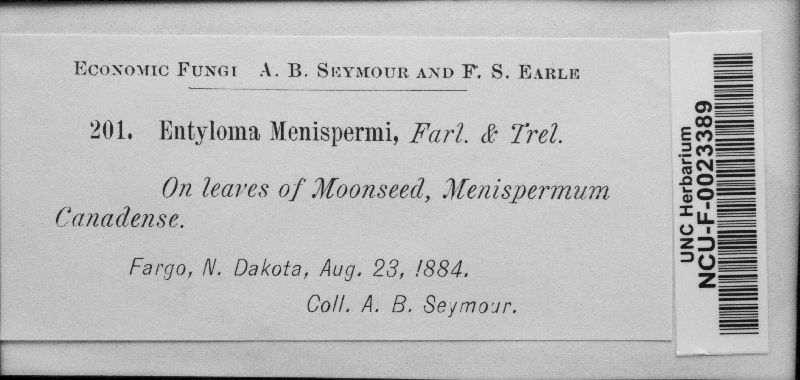 Economic Fungi A. B. Seymour and F. S. Earle
201. Entyloma Menispermi, Farl. & Trel.
On leaves of Moonseed, Menispermum
Canadense.
Fargo, N. Dakota, Aug. 23, 1884.
Coll. A. B. Seymour.
UNC Herbarium
NCU-F-0023389